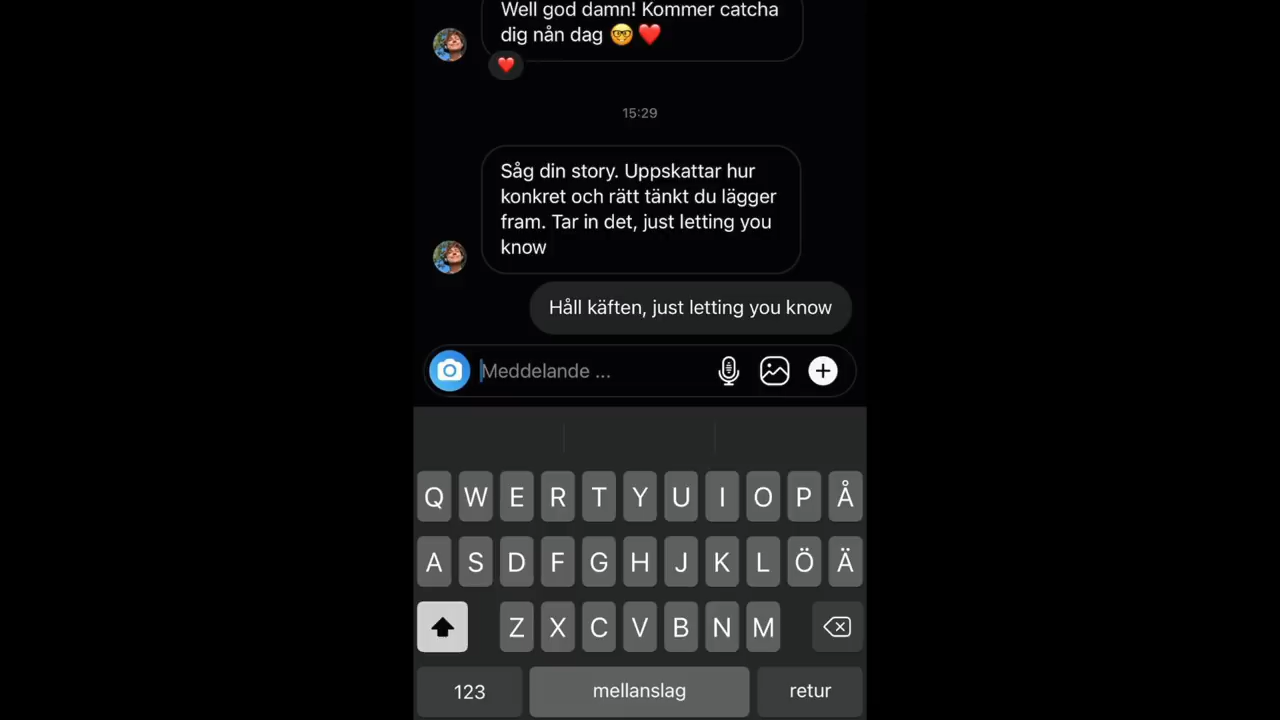 Well god damn! Kommer catcha
dig nån dag 🤓 ❤️
❤️
15:29
Såg din story. Uppskattar hur
konkret och rätt tänkt du lägger
fram. Tar in det, just letting you
know
Håll käften, just letting you know
Meddelande ...
Q W E R T Y U I O P Å
A S D F G H J K L Ö Ä
Z X C V B N M
123 mellanslag retur